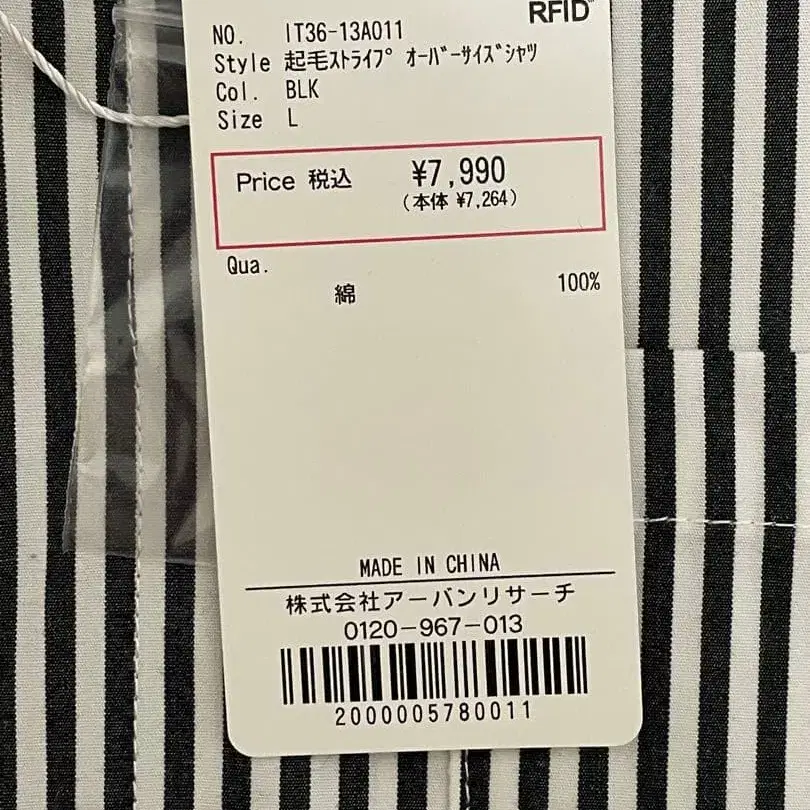 RFID
NO. IT36-13A011
Style 起毛ｽﾄﾗｲﾌﾟ ｵｰﾊﾞｰｻｲｽﾞｼｬﾂ
Col. BLK
Size L
Price 税込 ¥7,990
(本体 ¥7,264)
Qua.
綿 100%
MADE IN CHINA
株式会社アーバンリサーチ
0120-967-013
2000005780011